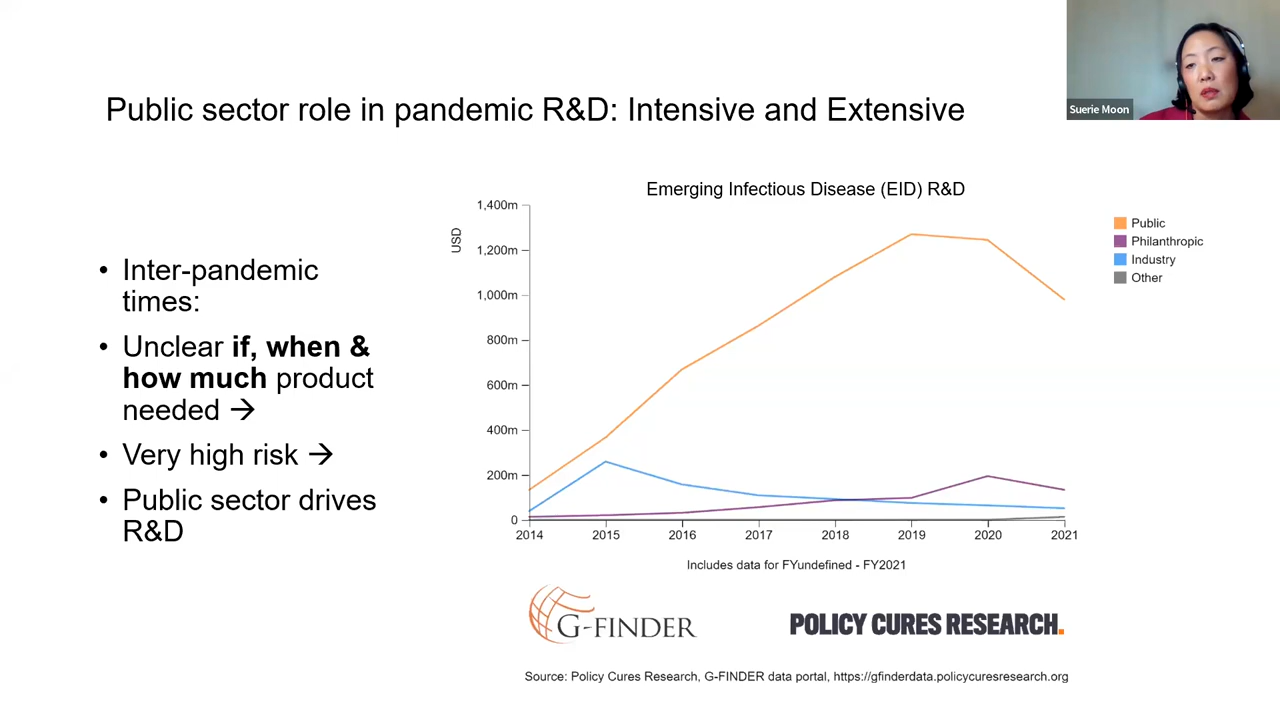 Suerie Moon
Public sector role in pandemic R&D: Intensive and Extensive
• Inter-pandemic
times:
• Unclear if, when &
how much product
needed →
• Very high risk →
• Public sector drives
R&D
Emerging Infectious Disease (EID) R&D
USD
1,400m
1,200m
1,000m
800m
600m
400m
200m
0
2014 2015 2016 2017 2018 2019 2020 2021
Public
Philanthropic
Industry
Other
Includes data for FYundefined - FY2021
G-FINDER
POLICY CURES RESEARCH.
Source: Policy Cures Research, G-FINDER data portal, https://gfinderdata.policycuresresearch.org